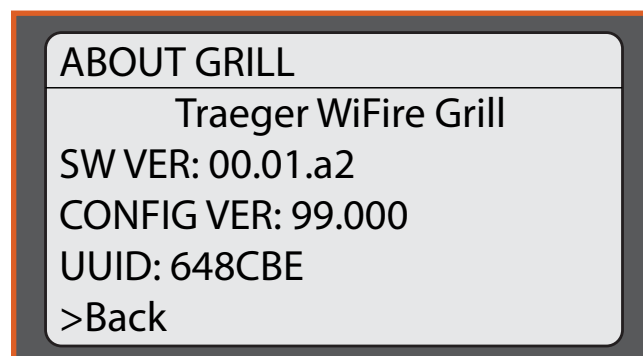 ABOUT GRILL
Traeger WiFire Grill
SW VER: 00.01.a2
CONFIG VER: 99.000
UUID: 648CBE
>Back